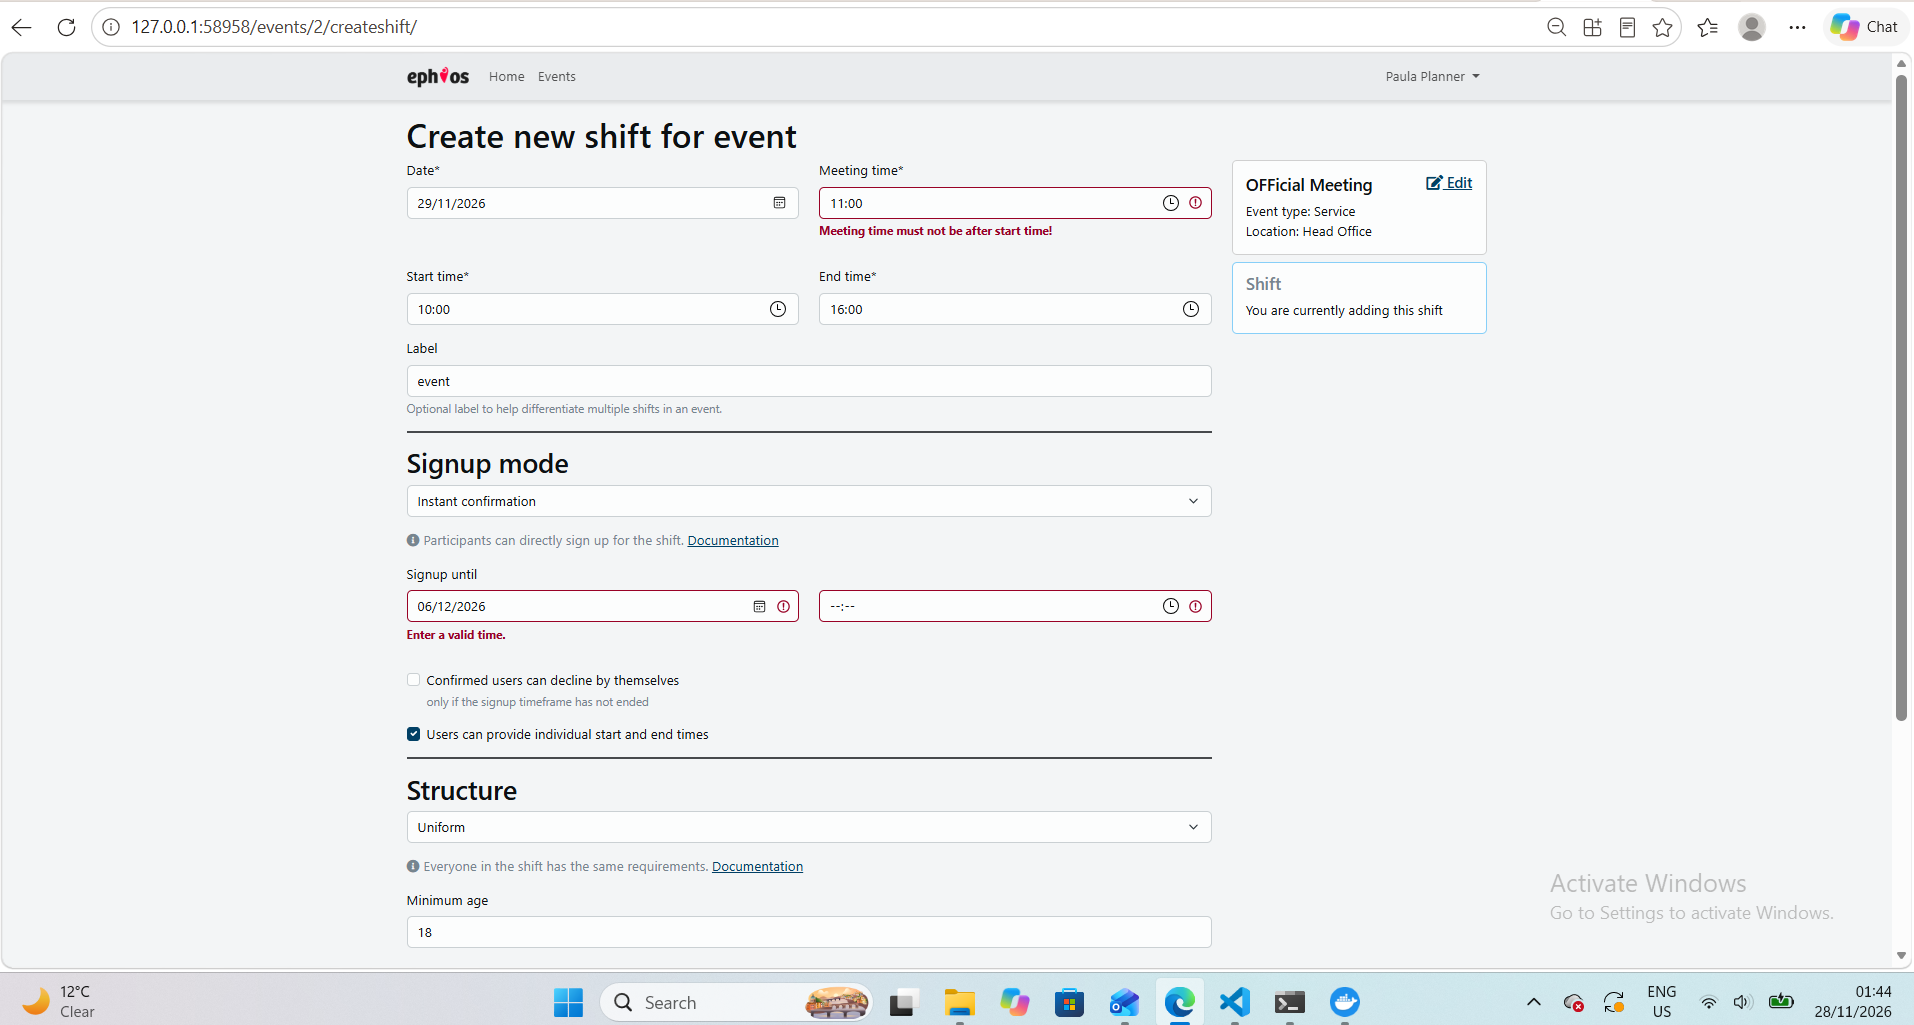 127.0.0.1:58958/events/2/createshift/
Chat
ephios Home Events Paula Planner
Create new shift for event
Date* Meeting time*
29/11/2026 11:00
Meeting time must not be after start time!
Start time* End time*
10:00 16:00
Label
event
Optional label to help differentiate multiple shifts in an event.
Signup mode
Instant confirmation
Participants can directly sign up for the shift. Documentation
Signup until
06/12/2026 --:--
Enter a valid time.
Confirmed users can decline by themselves
only if the signup timeframe has not ended
Users can provide individual start and end times
Structure
Uniform
Everyone in the shift has the same requirements. Documentation
Minimum age
18
OFFicial Meeting Edit
Event type: Service
Location: Head Office
Shift
You are currently adding this shift
Activate Windows
Go to Settings to activate Windows.
12°C
Clear
Search
ENG
US
01:44
28/11/2026